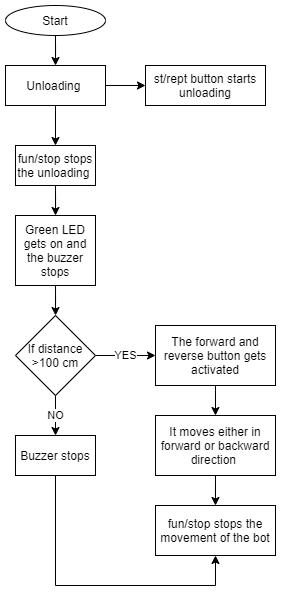 Start
Unloading
st/rept button starts
unloading
fun/stop stops
the unloading
Green LED
gets on and
the buzzer
stops
If distance
>100 cm
YES
The forward and
reverse button gets
activated
NO
Buzzer stops
It moves either in
forward or backward
direction
fun/stop stops the
movement of the bot